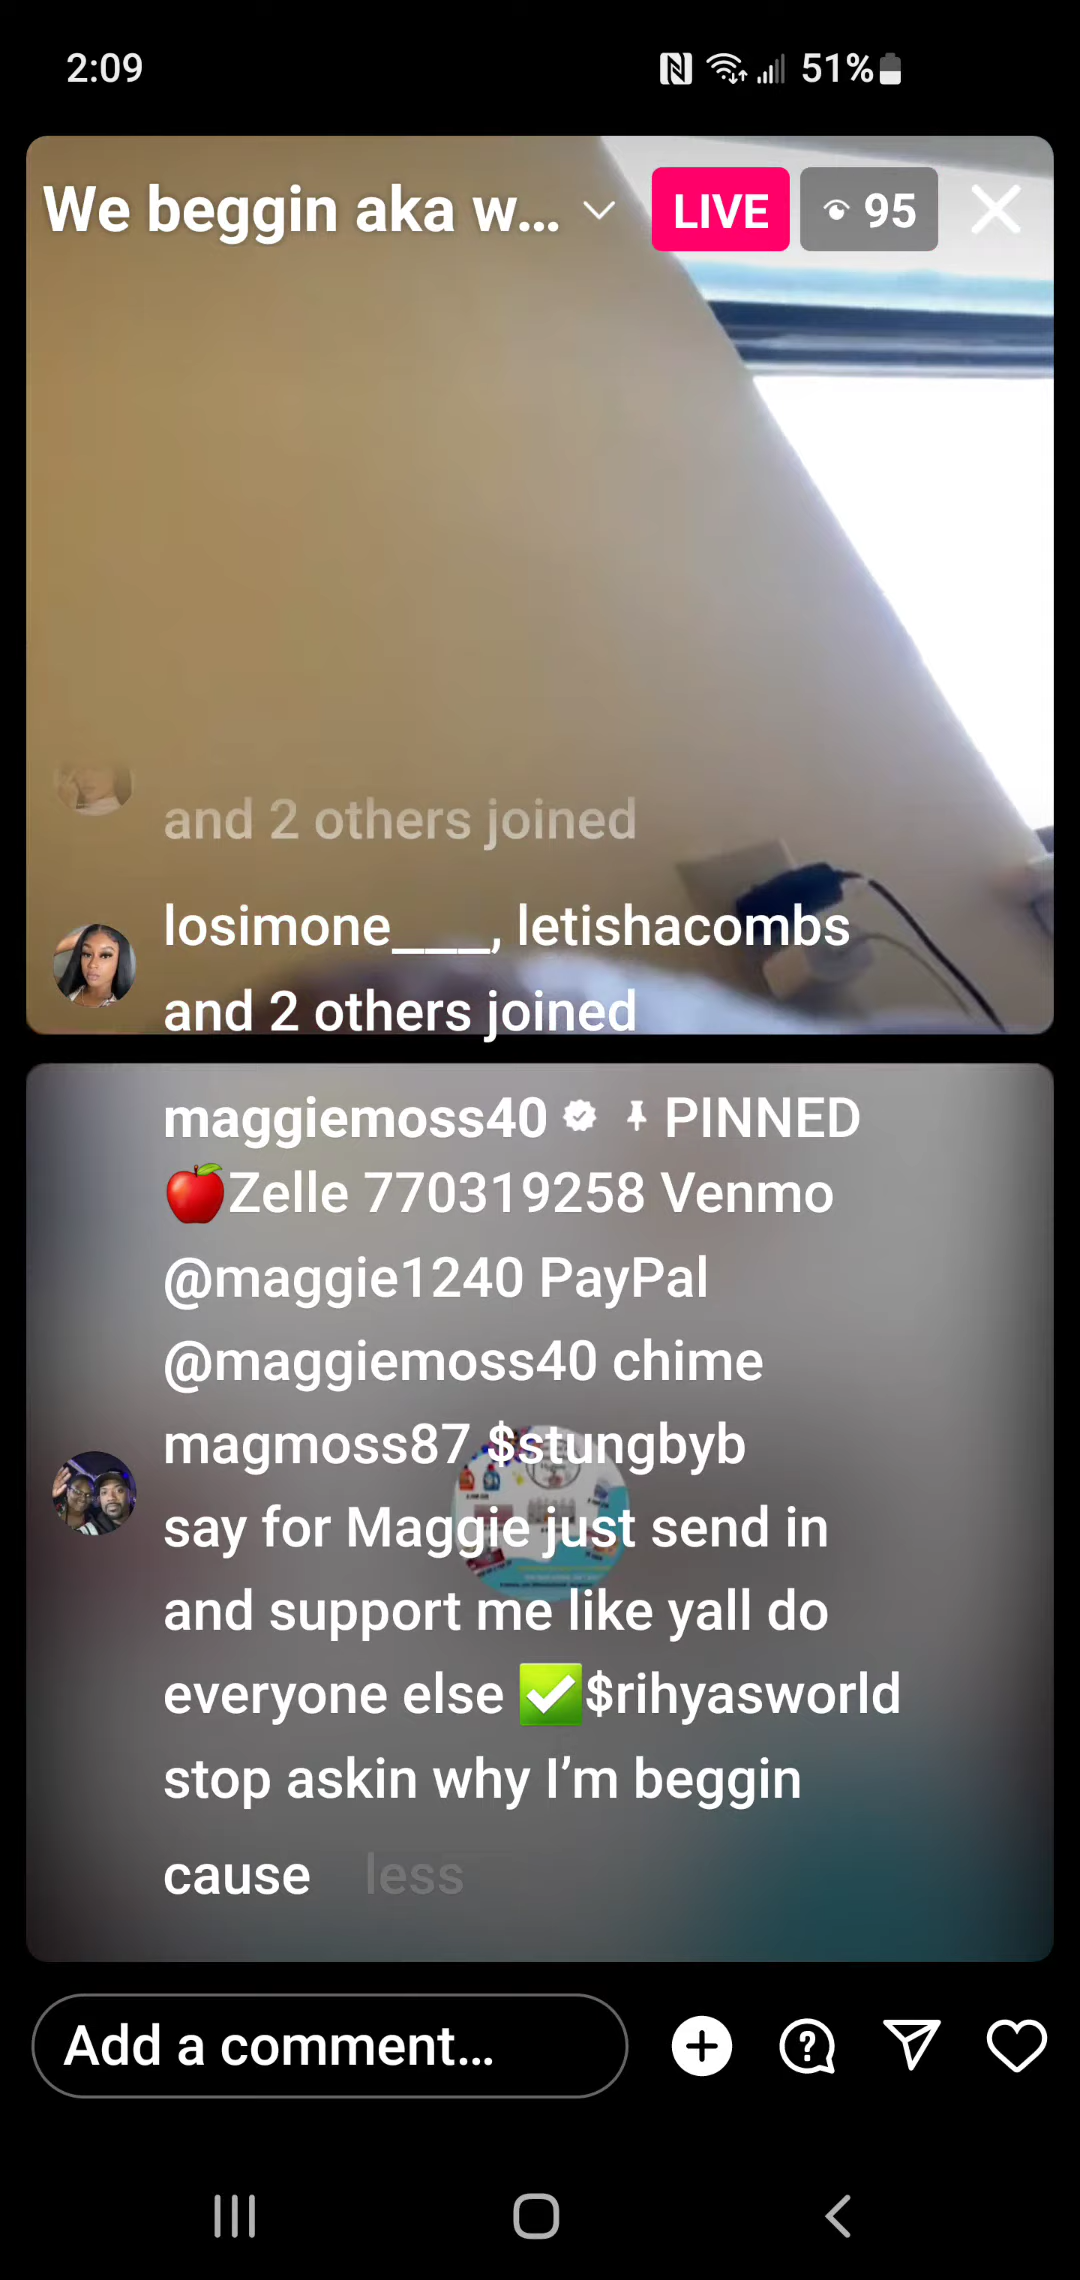 2:09 51%
We beggin aka w... LIVE 95
and 2 others joined
losimone___, letishacombs
and 2 others joined
maggiemoss40 PINNED
🍎Zelle 770319258 Venmo
@maggie1240 PayPal
@maggiemoss40 chime
magmoss87 $stungbyb
say for Maggie just send in
and support me like yall do
everyone else ✅$rihyasworld
stop askin why I’m beggin
cause less
Add a comment...